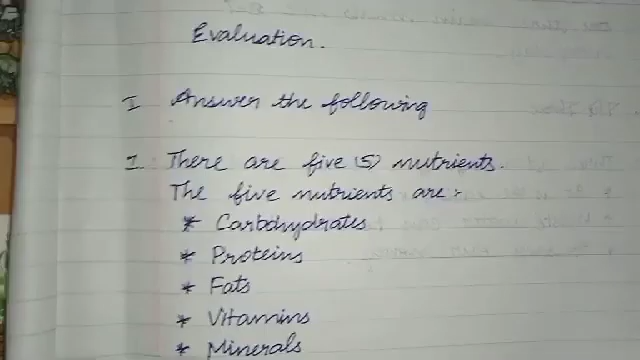 Evaluation.
I Answer the following
1. There are five (5) nutrients.
The five nutrients are :
* Carbohydrates
* Proteins
* Fats
* Vitamins
* Minerals